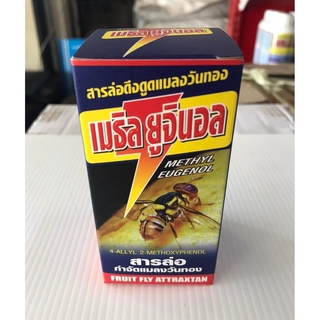 สารล่อดึงดูดแมลงวันทอง
เมธิล ยูจินอล
METHYL
EUGENOL
4-ALLYL 2-METHOXYPHENOL
สารล่อ
กำจัดแมลงวันทอง
FRUIT FLY ATTRAKTAN